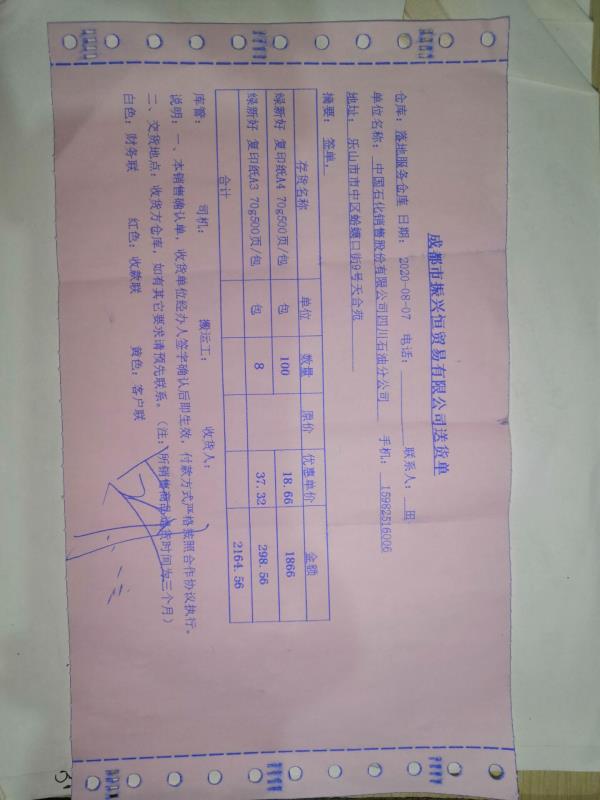 成都市振兴恒贸易有限公司送货单
仓库：落地服务仓库 日期：2020-08-07 电话： 联系人：田
单位名称：中国石化销售股份有限公司四川石油分公司 手机：15982516006
地址：乐山市市中区蛤蟆口街9号天合苑
摘要：签单，
存货名称 单位 数量 原价 优惠单价 金额
绿新好 复印纸A4 70g500页/包 包 100 18.66 1866
绿新好 复印纸A3 70g500页/包 包 8 37.32 298.56
合计 2164.56
库管： 司机： 搬运工： 收货人：
说明：一、本销售确认单，收货单位经办人签字确认后即生效，付款方式严格按照合作协议执行。
二、交货地点：收货方仓库，如有其它要求请预先联系。（注：所销售商品退货时间为三个月）
白色：财务联 红色：收款联 黄色：客户联